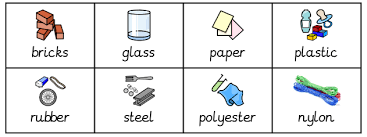 bricks glass paper plastic
rubber steel polyester nylon